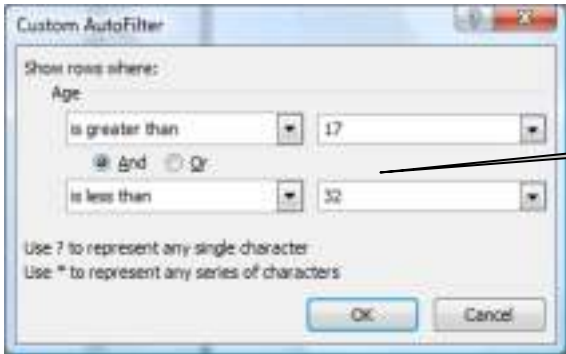 Custom AutoFilter
Show rows where:
Age
is greater than 17
And Or
is less than 32
Use ? to represent any single character
Use * to represent any series of characters
OK Cancel